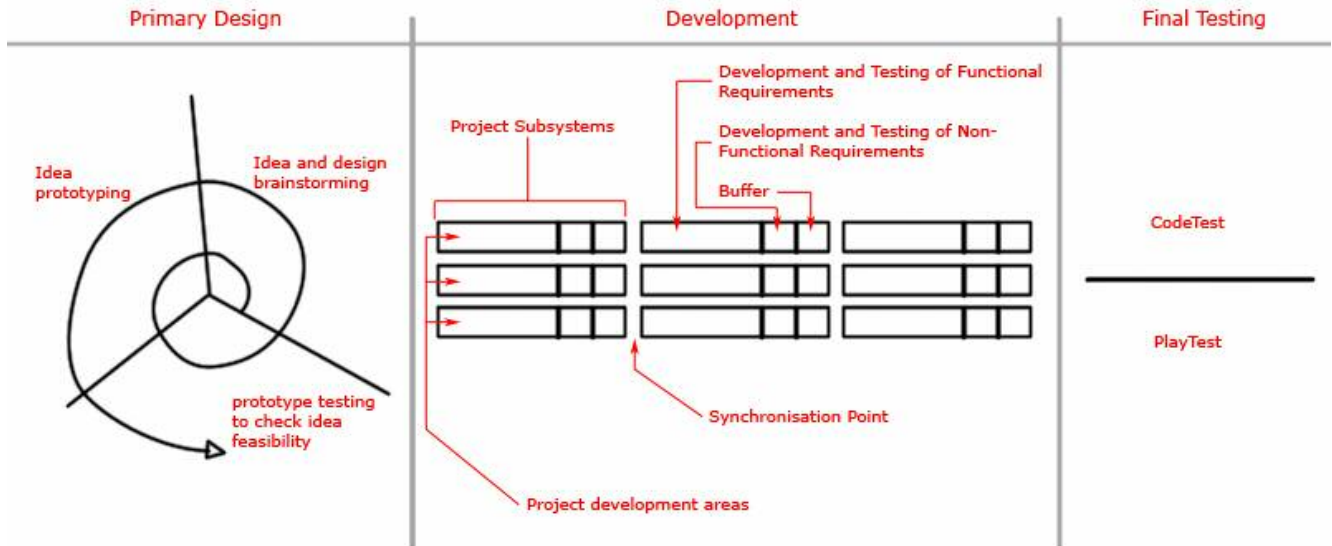 Primary Design
Development
Final Testing
Idea
prototyping
Idea and design
brainstorming
prototype testing
to check idea
feasibility
Project Subsystems
Development and Testing of Functional
Requirements
Development and Testing of Non-
Functional Requirements
Buffer
Synchronisation Point
Project development areas
CodeTest
PlayTest